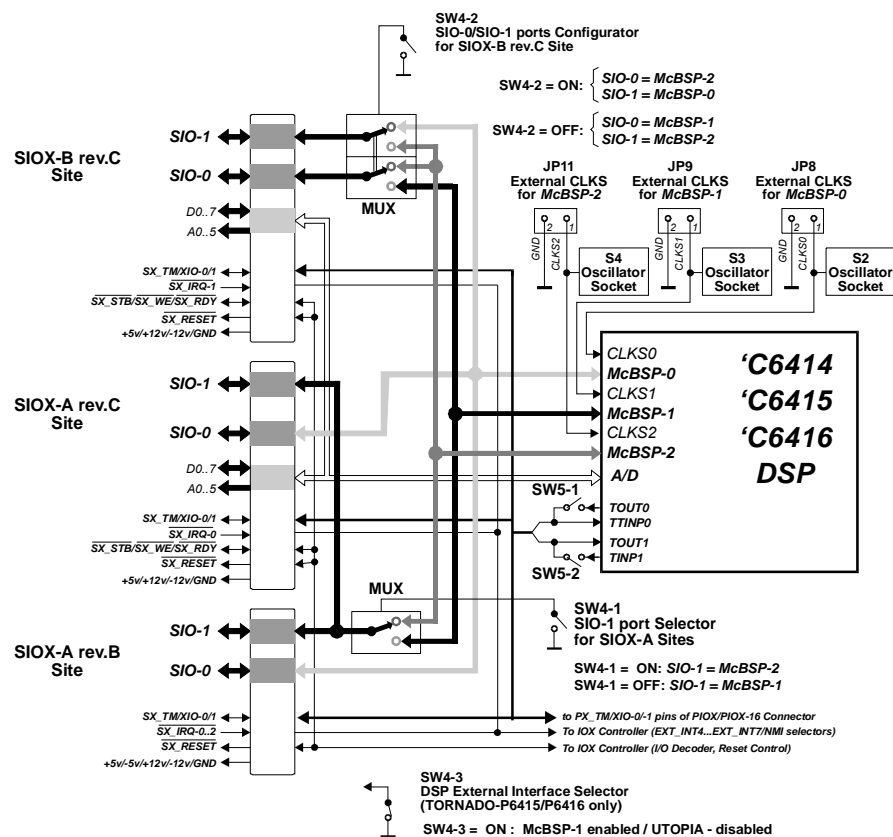 SW4-2
SIO-0/SIO-1 ports Configurator
for SIOX-B rev.C Site
SW4-2 = ON: SIO-0 = McBSP-2
SIO-1 = McBSP-0
SW4-2 = OFF: SIO-0 = McBSP-1
SIO-1 = McBSP-2
SIOX-B rev.C
Site
SIO-1
SIO-0
D0..7
A0..5
SX_TM/XIO-0/1
SX_IRQ-1
SX_STB/SX_WE/SX_RDY
SX_RESET
+5v/+12v/-12v/GND
MUX
JP11
External CLKS
for McBSP-2
JP9
External CLKS
for McBSP-1
JP8
External CLKS
for McBSP-0
2 1
2 1
2 1
GND
CLKS2
GND
CLKS1
GND
CLKS0
S4
Oscillator
Socket
S3
Oscillator
Socket
S2
Oscillator
Socket
CLKS0
McBSP-0
CLKS1
McBSP-1
CLKS2
McBSP-2
A/D
TOUT0
TTINP0
TOUT1
TINP1
‘C6414
‘C6415
‘C6416
DSP
SW5-1
SW5-2
SIOX-A rev.C
Site
SIO-1
SIO-0
D0..7
A0..5
SX_TM/XIO-0/1
SX_IRQ-0
SX_STB/SX_WE/SX_RDY
SX_RESET
+5v/+12v/-12v/GND
MUX
SW4-1
SIO-1 port Selector
for SIOX-A Sites
SW4-1 = ON: SIO-1 = McBSP-2
SW4-1 = OFF: SIO-1 = McBSP-1
SIOX-A rev.B
Site
SIO-1
SIO-0
SX_TM/XIO-0/1
SX_IRQ-0..2
SX_RESET
+5v/-5v/+12v/-12v/GND
to PX_TM/XIO-0/-1 pins of PIOX/PIOX-16 Connector
To IOX Controller (EXT_INT4...EXT_INT7/NMI selectors)
To IOX Controller (I/O Decoder, Reset Control)
SW4-3
DSP External Interface Selector
(TORNADO-P6415/P6416 only)
SW4-3 = ON : McBSP-1 enabled / UTOPIA - disabled